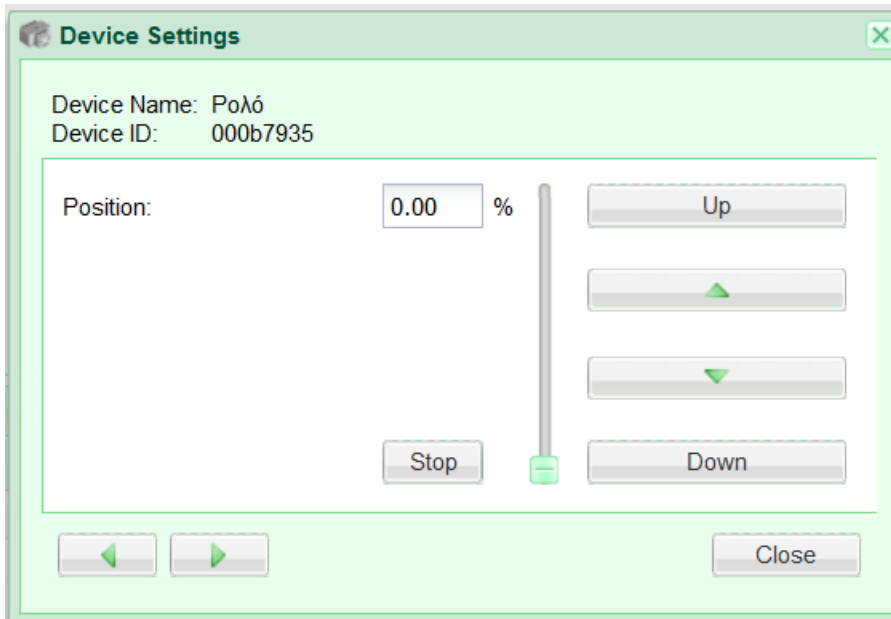 Device Settings
Device Name: Ρολό
Device ID: 000b7935
Position: 0.00 % Up
Stop Down
Close